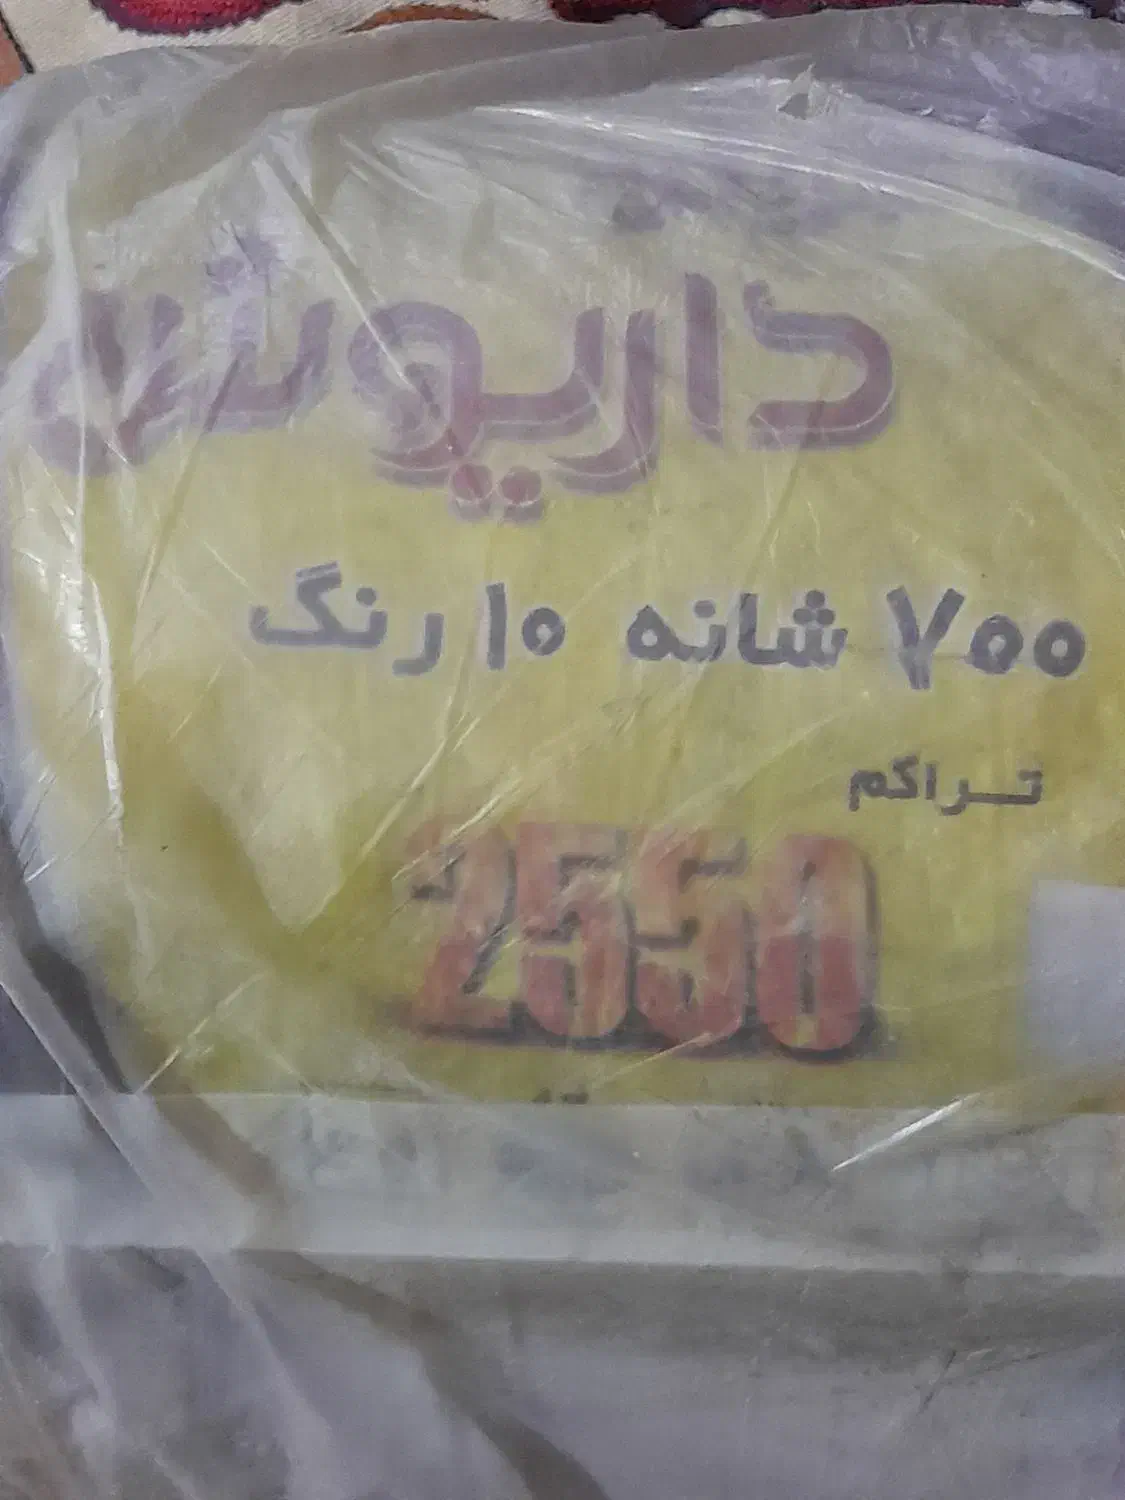 داریوش
۷۰۰ شانه ۱۰ رنگ
تراکم
2550